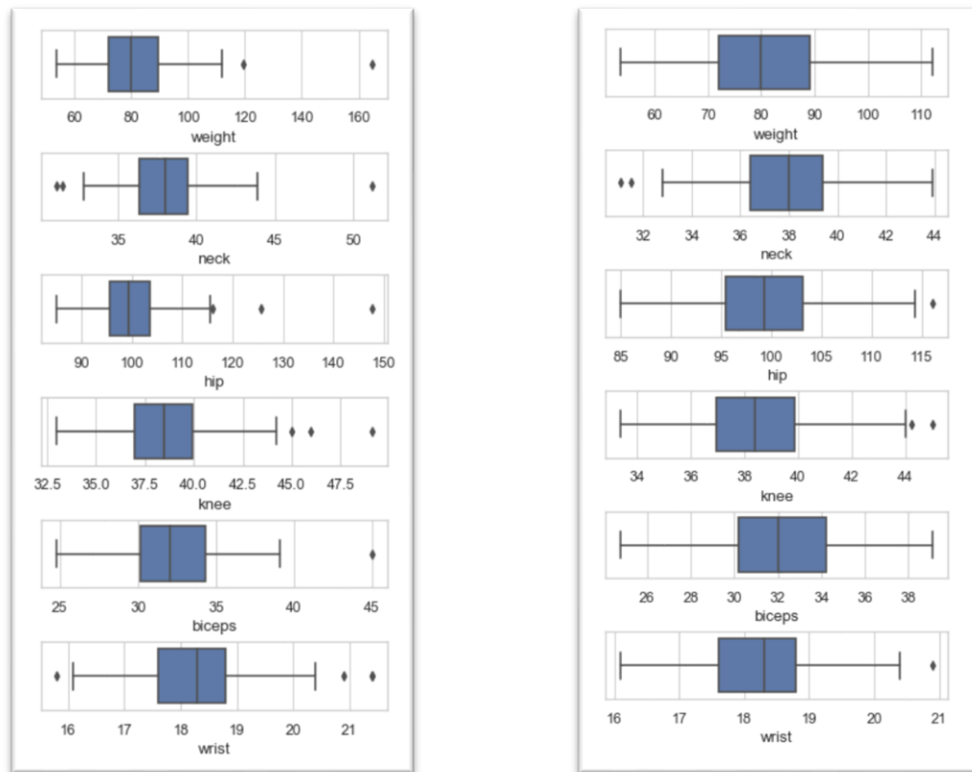 60 80 100 120 140 160
weight
35 40 45 50
neck
90 100 110 120 130 140 150
hip
32.5 35.0 37.5 40.0 42.5 45.0 47.5
knee
25 30 35 40 45
biceps
16 17 18 19 20 21
wrist
60 70 80 90 100 110
weight
32 34 36 38 40 42 44
neck
85 90 95 100 105 110 115
hip
34 36 38 40 42 44
knee
26 28 30 32 34 36 38
biceps
16 17 18 19 20 21
wrist